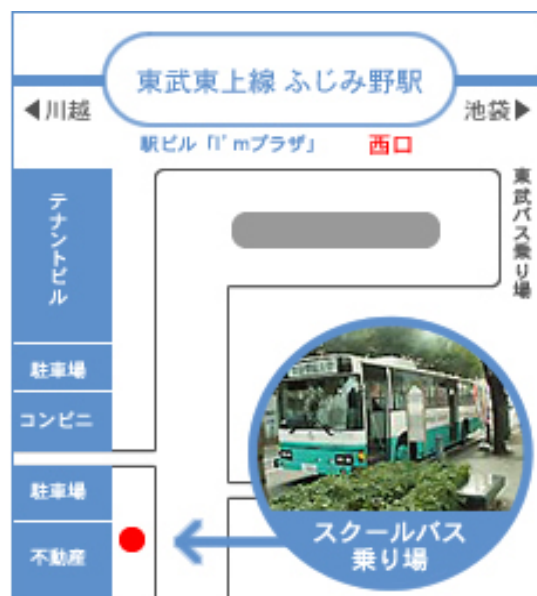 東武東上線 ふじみ野駅
◀川越
池袋▶
駅ビル「I'mプラザ」
西口
東武バス乗り場
テナントビル
駐車場
コンビニ
駐車場
不動産
スクールバス
乗り場